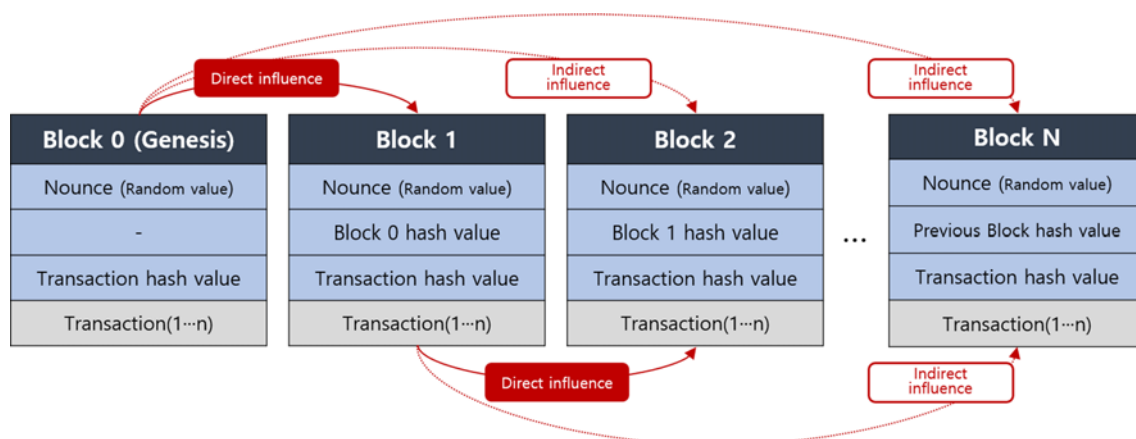 Direct influence
Indirect
influence
Indirect
influence
Block 0 (Genesis)
Nounce (Random value)
-
Transaction hash value
Transaction(1···n)
Block 1
Nounce (Random value)
Block 0 hash value
Transaction hash value
Transaction(1···n)
Block 2
Nounce (Random value)
Block 1 hash value
Transaction hash value
Transaction(1···n)
...
Block N
Nounce (Random value)
Previous Block hash value
Transaction hash value
Transaction(1···n)
Direct influence
Indirect
influence